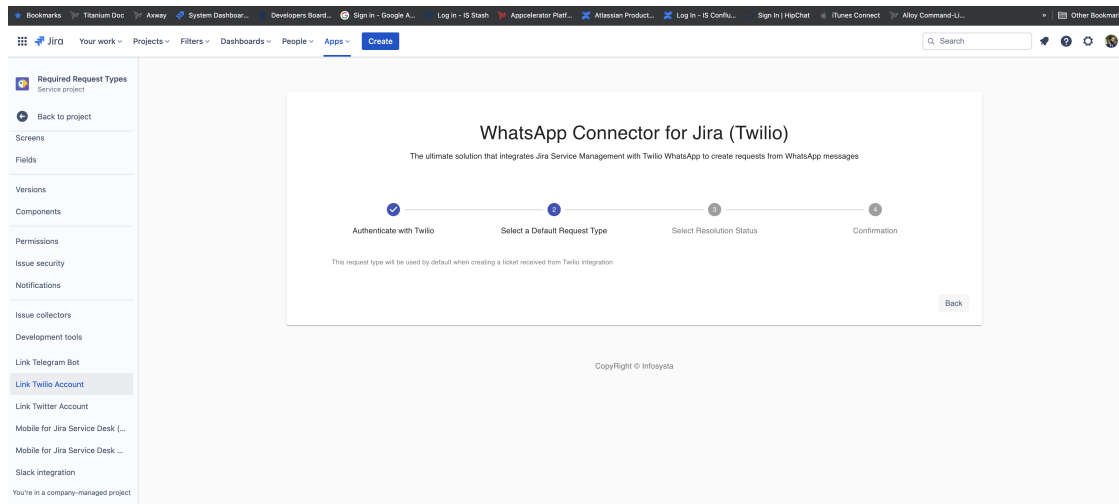 Bookmarks Titanium Doc Axway System Dashboar... Developers Board... Sign in - Google A... Log in - IS Stash Appcelerator Platf... Atlassian Product... Log In - IS Conflu... Sign In | HipChat iTunes Connect Alloy Command-Li... » Other Bookmar
Jira Your work Projects Filters Dashboards People Apps Create Search
Required Request Types
Service project
Back to project
Screens
Fields
Versions
Components
Permissions
Issue security
Notifications
Issue collectors
Development tools
Link Telegram Bot
Link Twilio Account
Link Twitter Account
Mobile for Jira Service Desk (...
Mobile for Jira Service Desk ...
Slack integration
You're in a company-managed project
WhatsApp Connector for Jira (Twilio)
The ultimate solution that integrates Jira Service Management with Twilio WhatsApp to create requests from WhatsApp messages
2 3 4
Authenticate with Twilio Select a Default Request Type Select Resolution Status Confirmation
This request type will be used by default when creating a ticket received from Twilio integration
Back
CopyRight © Infosysta